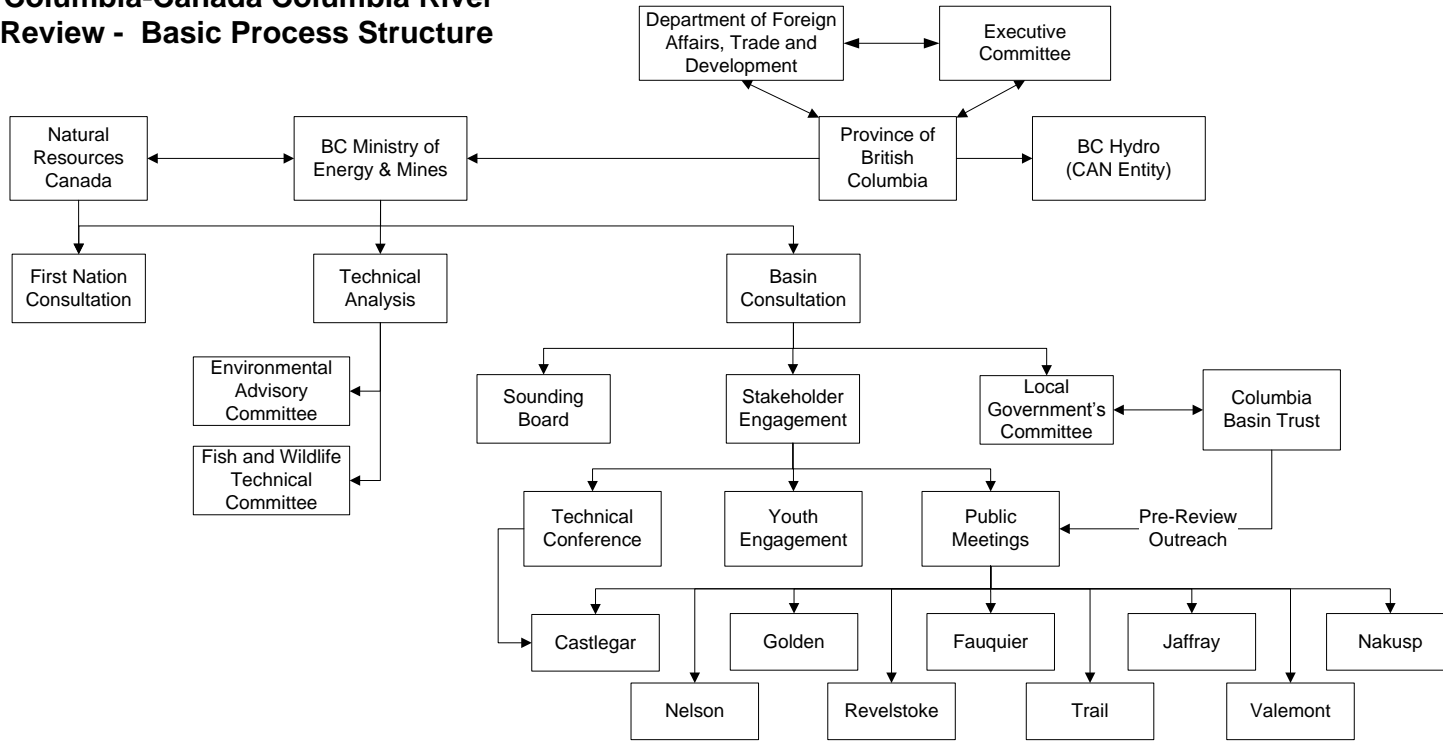 Columbia-Canada Columbia River
Review - Basic Process Structure
Department of Foreign
Affairs, Trade and
Development
Executive
Committee
Natural
Resources
Canada
BC Ministry of
Energy & Mines
Province of
British
Columbia
BC Hydro
(CAN Entity)
First Nation
Consultation
Technical
Analysis
Basin
Consultation
Environmental
Advisory
Committee
Sounding
Board
Stakeholder
Engagement
Local
Government's
Committee
Columbia
Basin Trust
Fish and Wildlife
Technical
Committee
Technical
Conference
Youth
Engagement
Public
Meetings
Pre-Review
Outreach
Castlegar
Golden
Fauquier
Jaffray
Nakusp
Nelson
Revelstoke
Trail
Valemont